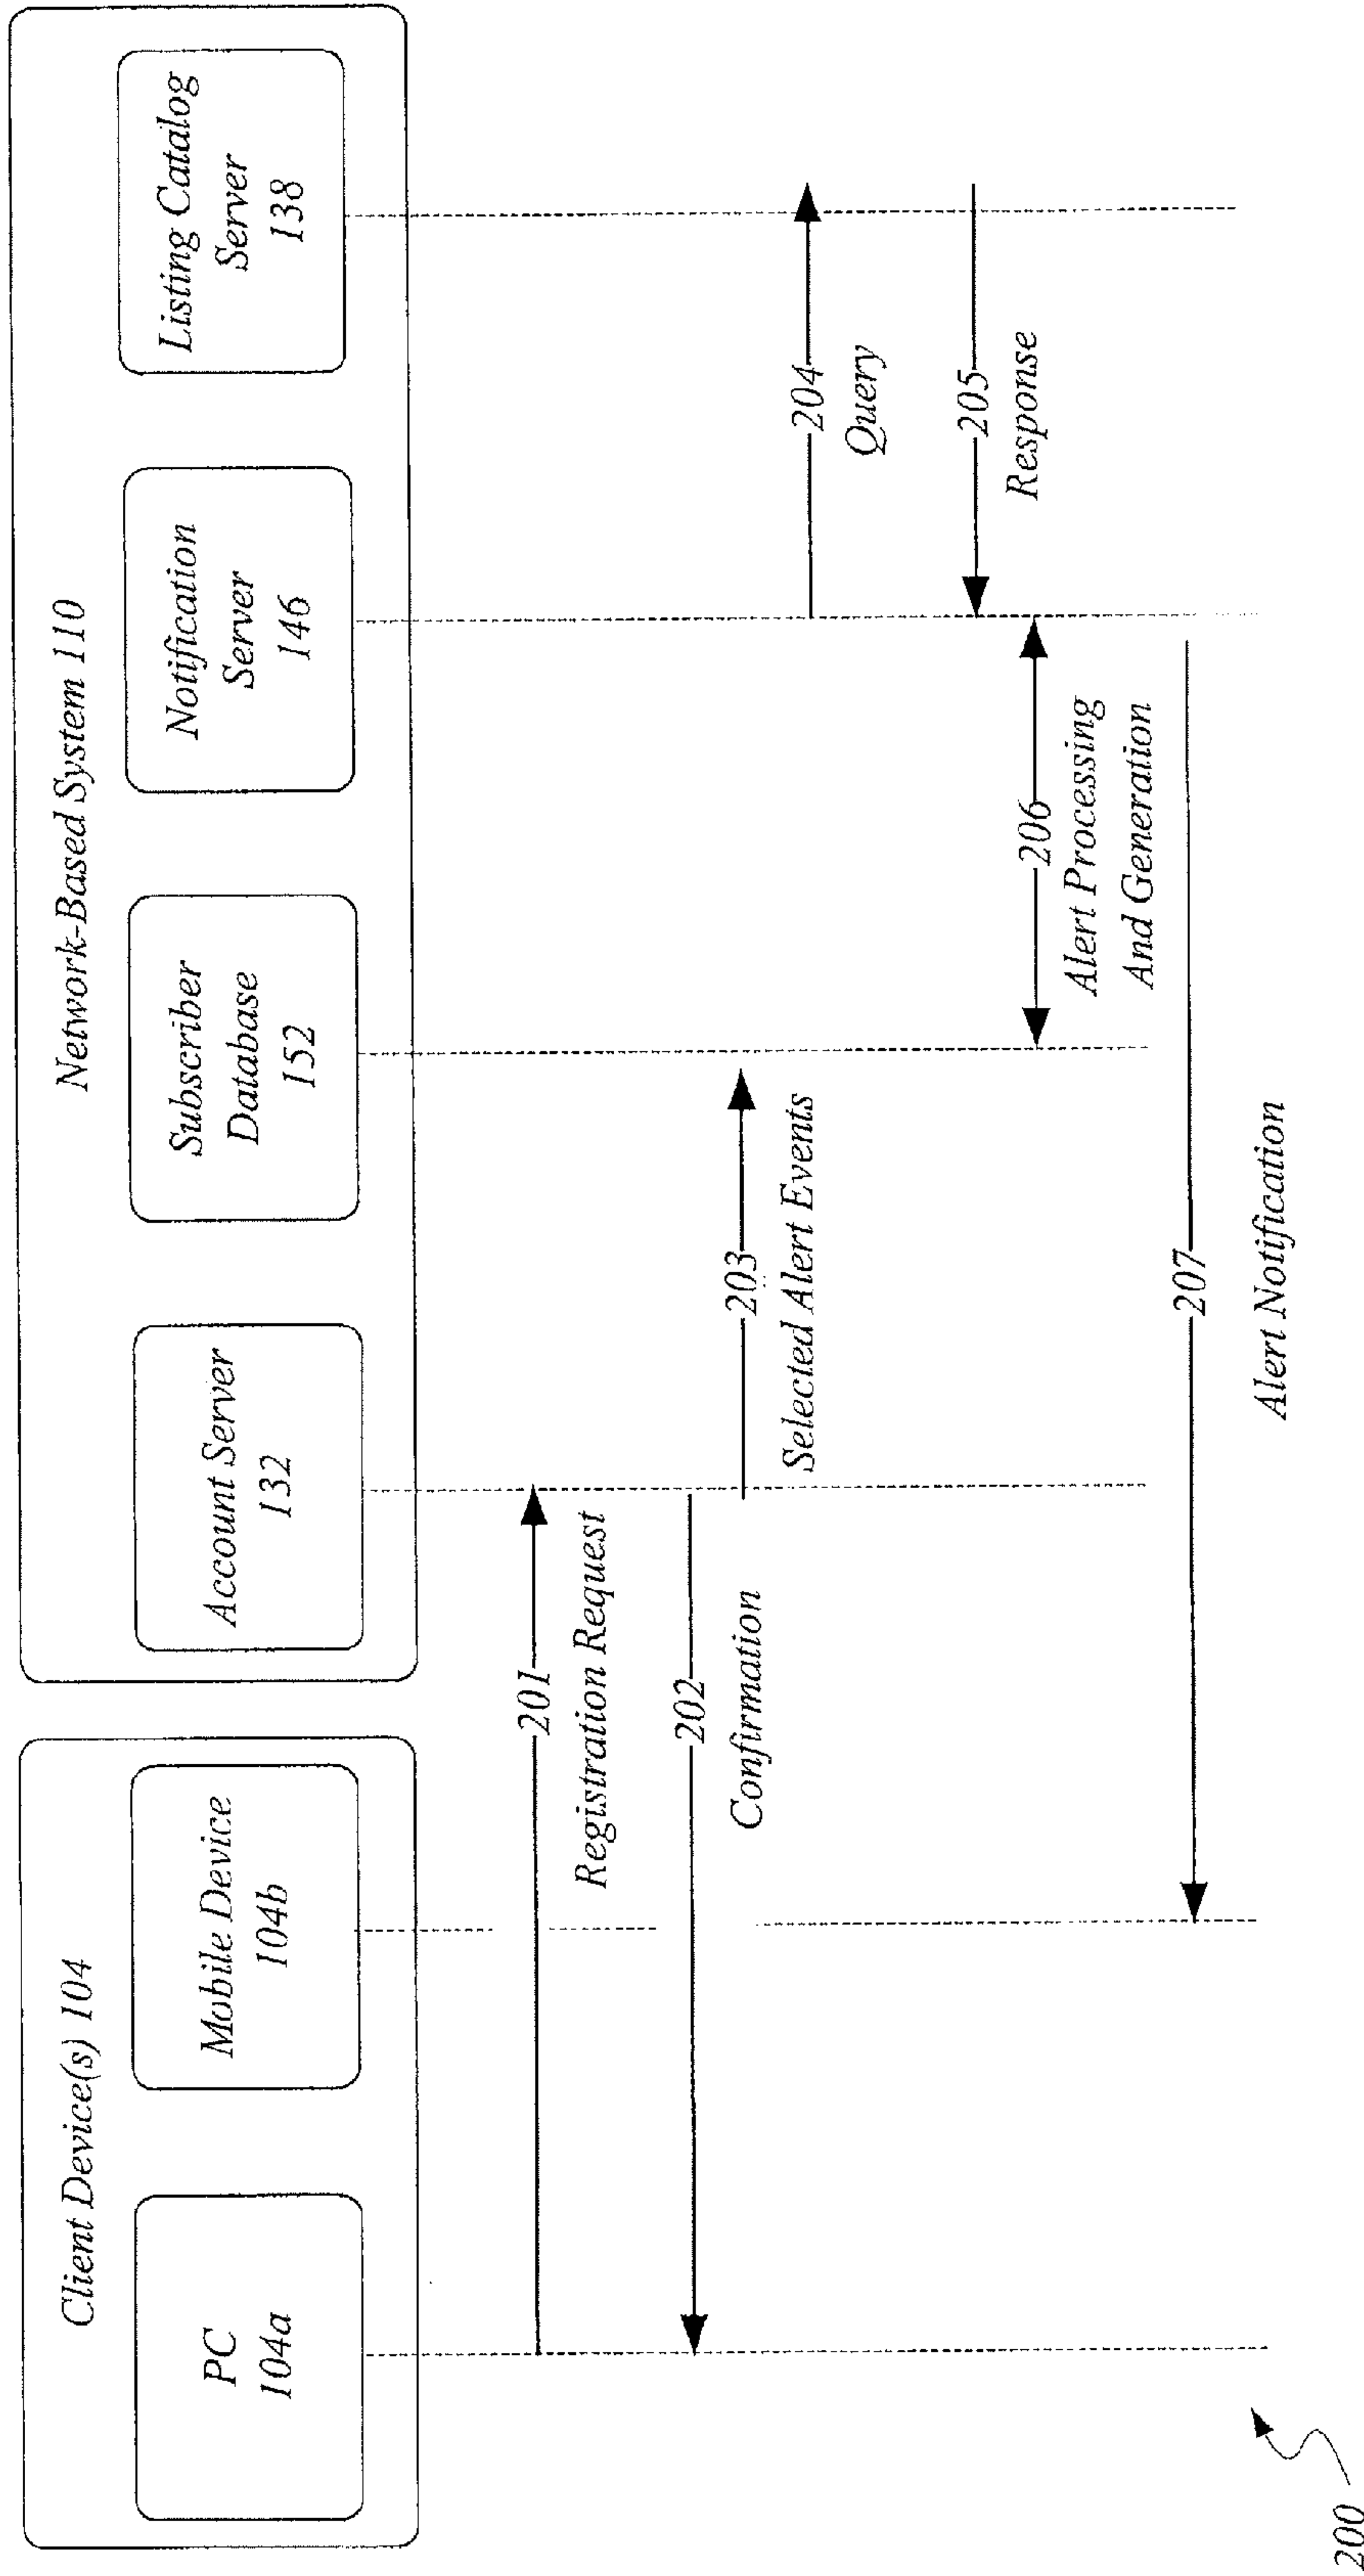 Client Device(s) 104
PC
104a
Mobile Device
104b
Network-Based System 110
Account Server
132
Subscriber
Database
152
Notification
Server
146
Listing Catalog
Server
138
201
Registration Request
202
Confirmation
203
Selected Alert Events
204
Query
205
Response
206
Alert Processing
And Generation
207
Alert Notification
200